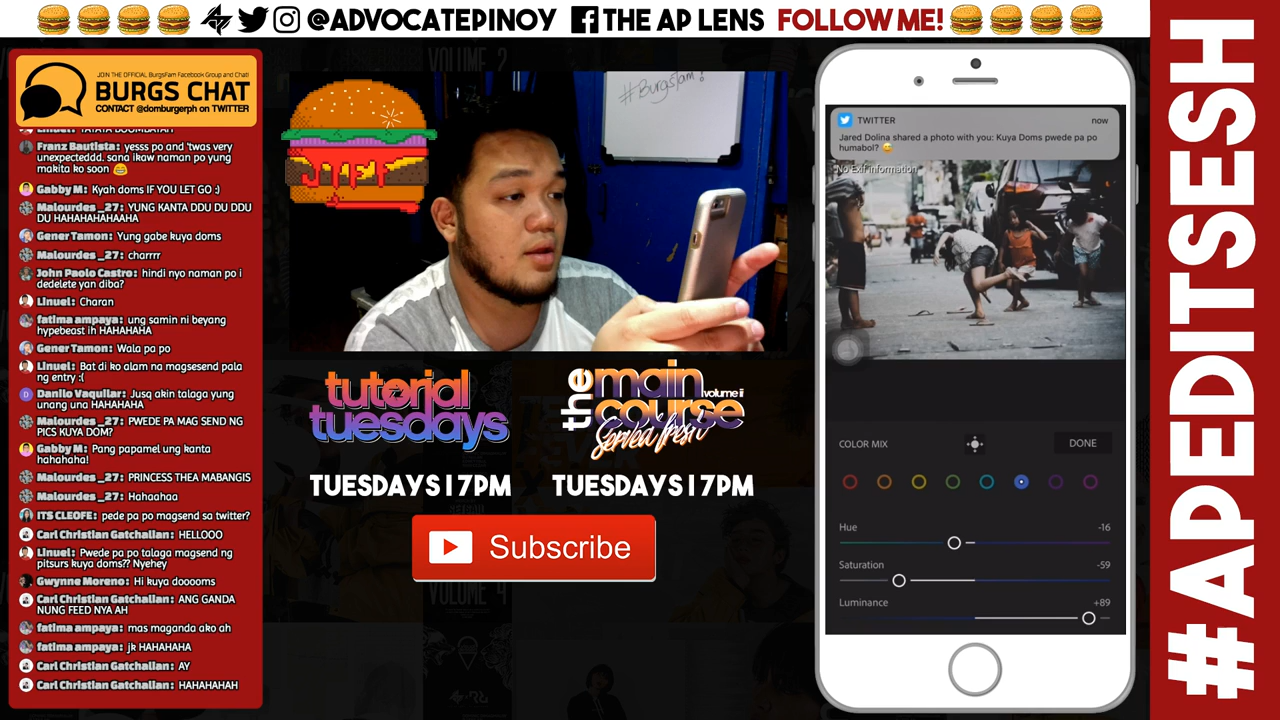 @ADVOCATEPINOY THE AP LENS FOLLOW ME!
JOIN THE OFFICIAL BurgsFam Facebook Group and Chat!
BURGS CHAT
CONTACT @domburgerph on TWITTER
Franz Bautista: yesss po and 'twas very
unexpecteddd. sana ikaw naman po yung
makita ko soon 😂
Gabby M: Kyah doms IF YOU LET GO :)
Malourdes_27: YUNG KANTA DDU DU DDU
DU HAHAHAHAHAAHA
Gener Tamon: Yung gabe kuya doms
Malourdes_27: charrrr
John Paolo Castro: hindi nyo naman po i
dedelete yan diba?
Linuel: Charan
fatima ampaya: ung samin ni beyang
hypebeast ih HAHAHAHA
Gener Tamon: Wala pa po
Linuel: Bat di ko alam na magsesend pala
ng entry :(
Danilo Vaquilar: Jusq akin talaga yung
unang una HAHAHAHA
Malourdes_27: PWEDE PA MAG SEND NG
PICS KUYA DOM?
Gabby M: Pang papamel ung kanta
hahahaha!
Malourdes_27: PRINCESS THEA MABANGIS
Malourdes_27: Hahaahaa
ITS CLEOFE: pede pa po magsend sa twitter?
Carl Christian Gatchalian: HELLOOO
Linuel: Pwede pa po talaga magsend ng
pitsurs kuya doms?? Nyehey
Gwynne Moreno: Hi kuya dooooms
Carl Christian Gatchalian: ANG GANDA
NUNG FEED NYA AH
fatima ampaya: mas maganda ako ah
fatima ampaya: jk HAHAHAHA
Carl Christian Gatchalian: AY
Carl Christian Gatchalian: HAHAHAHAH
#BurgsFam!
tutorial
tuesdays
TUESDAYS | 7PM
the main
course
volume ii
Served fresh
TUESDAYS | 7PM
Subscribe
TWITTER
now
Jared Dolina shared a photo with you: Kuya Doms pwede pa po
humabol? 😅
No Exif information
COLOR MIX
DONE
Hue
-16
Saturation
-59
Luminance
+89
#APEDITSESH